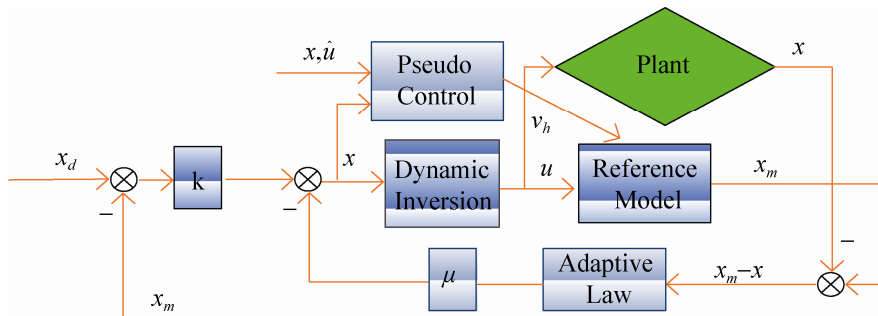 x,û
Pseudo
Control
Plant
x
x_d
k
x
Dynamic
Inversion
v_h
u
Reference
Model
x_m
−
−
−
x_m
μ
Adaptive
Law
x_m−x